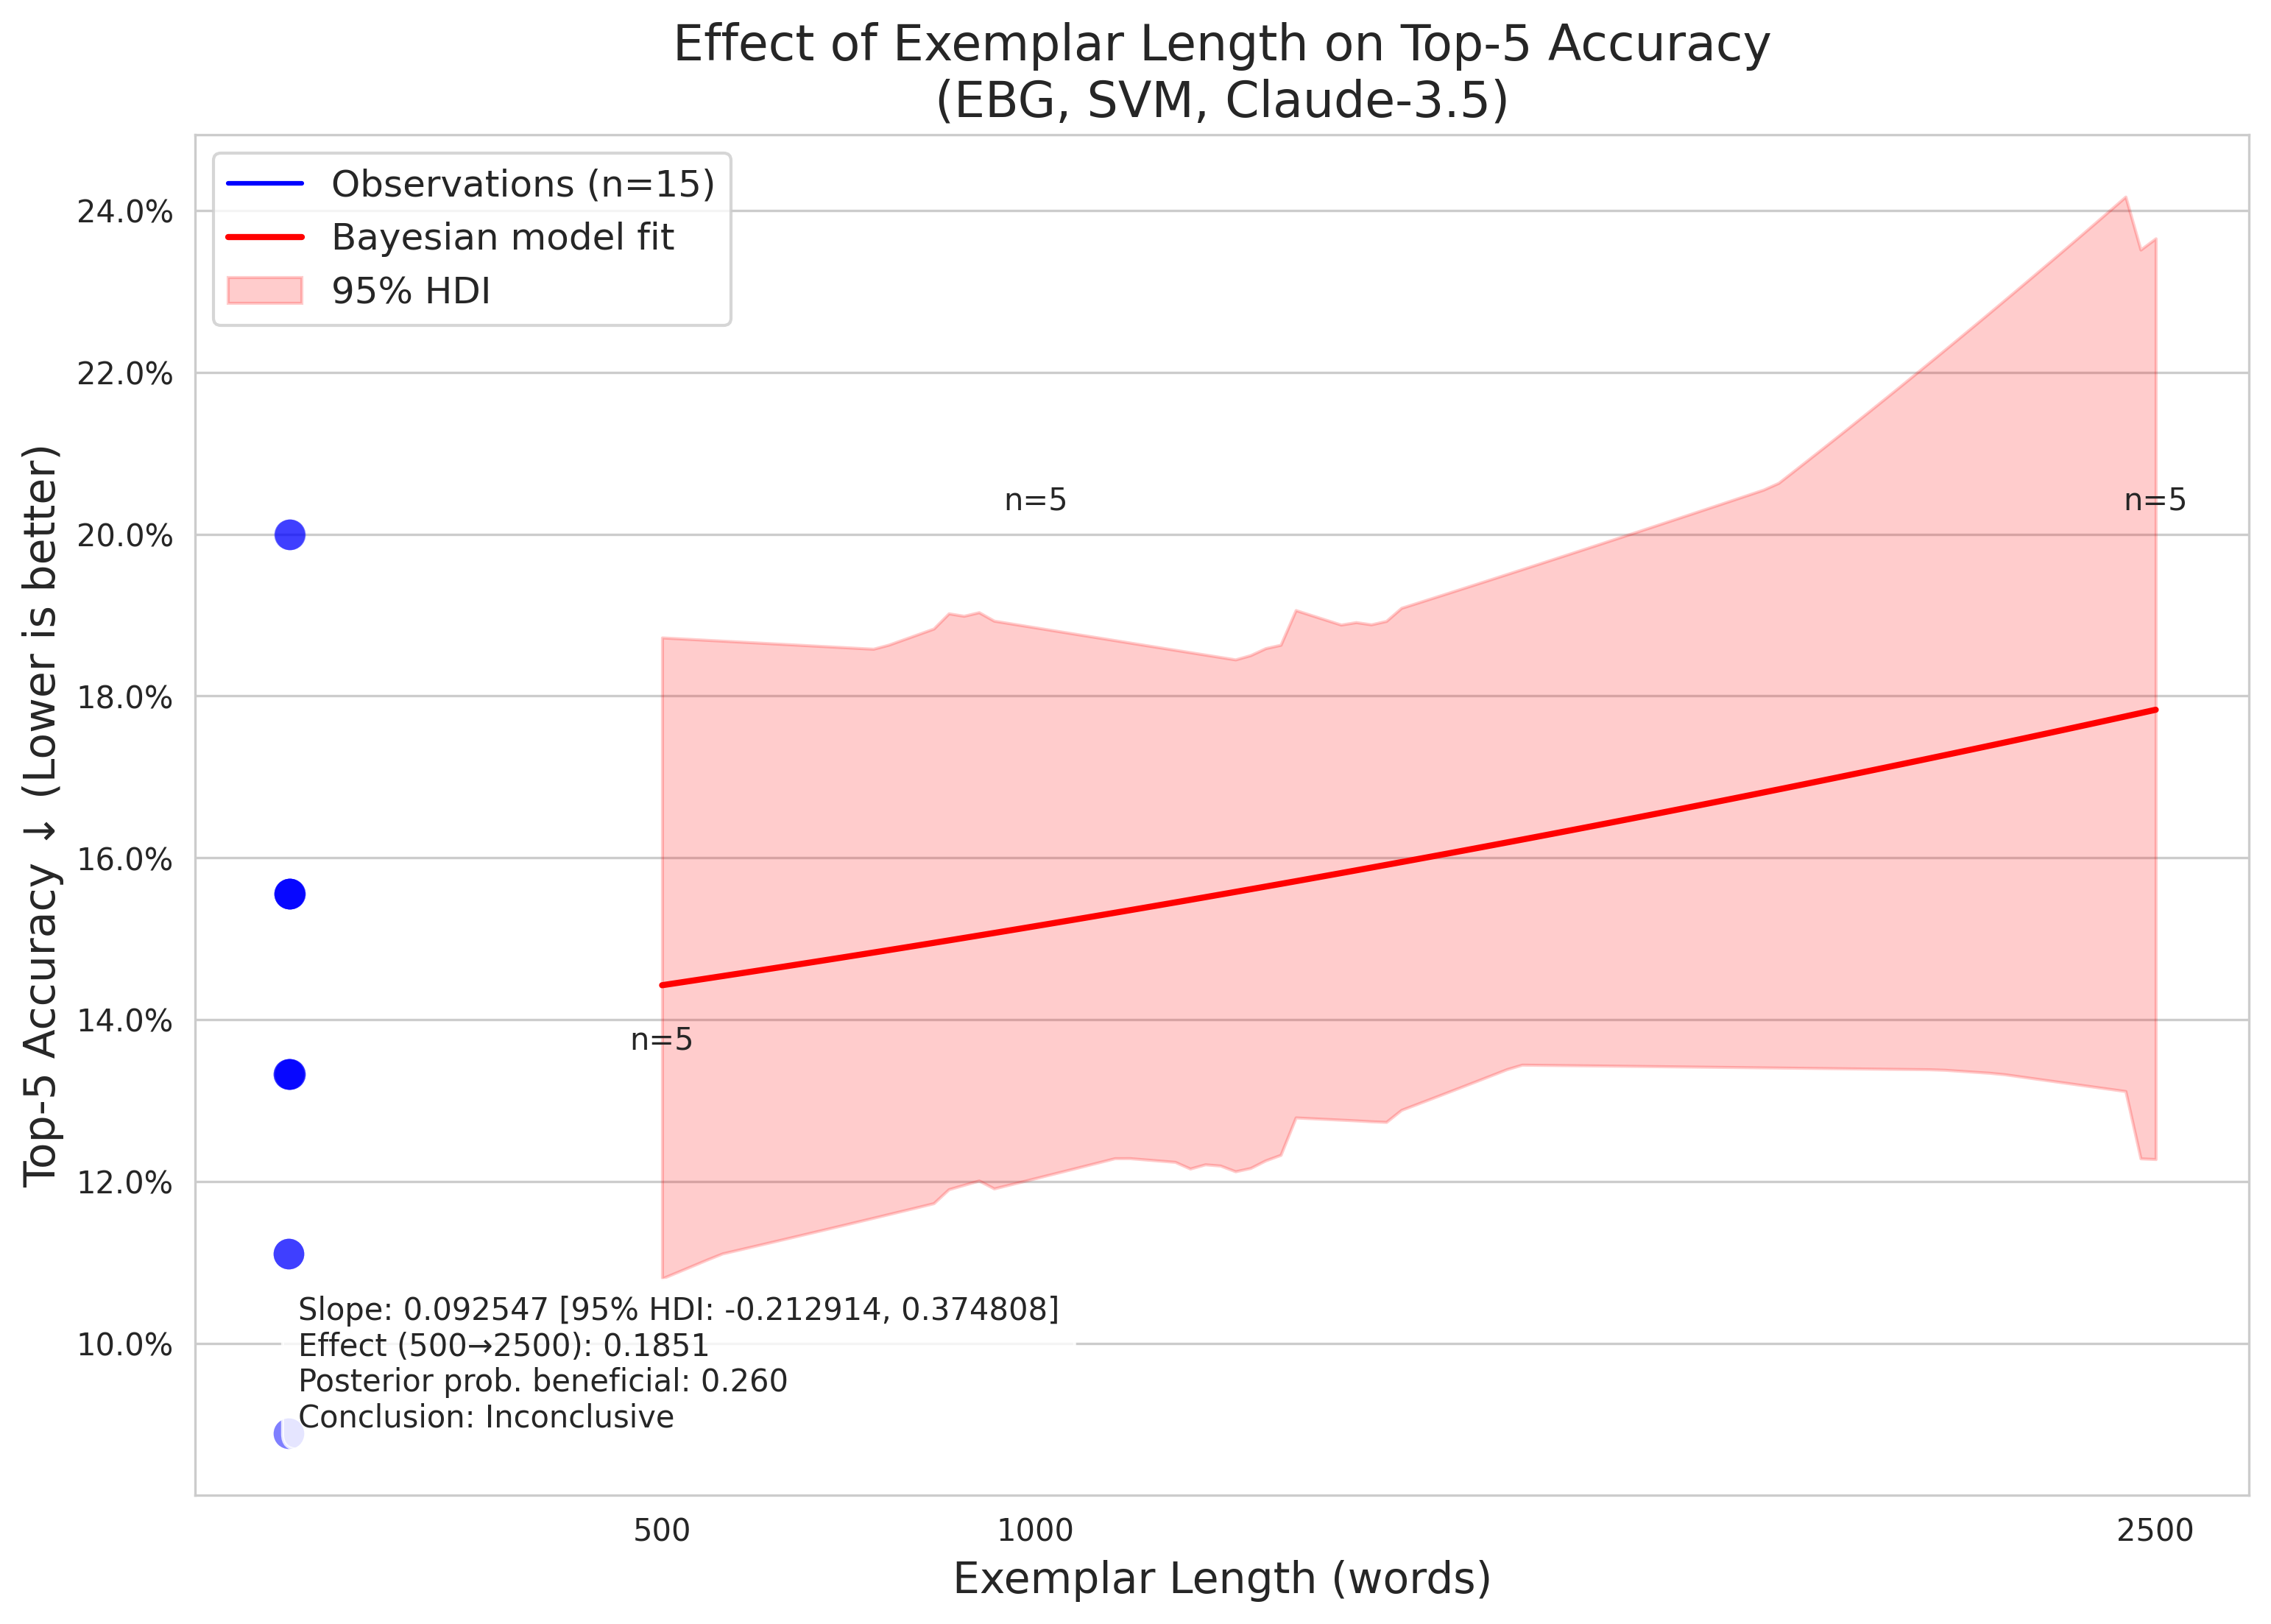 Effect of Exemplar Length on Top-5 Accuracy
(EBG, SVM, Claude-3.5)
Observations (n=15)
Bayesian model fit
95% HDI
24.0%
22.0%
20.0%
18.0%
16.0%
14.0%
12.0%
10.0%
Top-5 Accuracy ↓ (Lower is better)
n=5
n=5
n=5
Slope: 0.092547 [95% HDI: -0.212914, 0.374808]
Effect (500→2500): 0.1851
Posterior prob. beneficial: 0.260
Conclusion: Inconclusive
500
1000
2500
Exemplar Length (words)